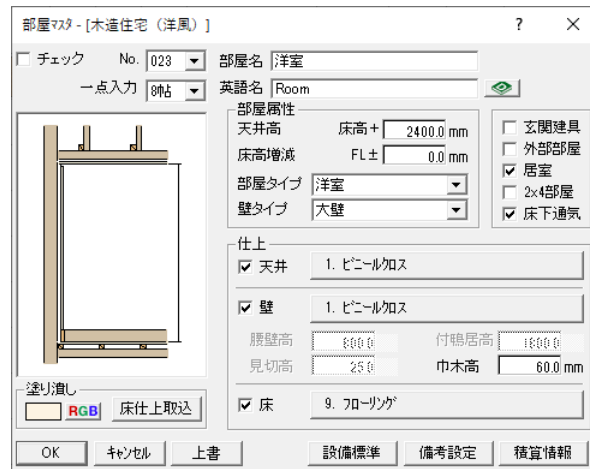 部屋ﾏｽﾀ - [木造住宅（洋風）] ? ×
チェック No. 023 部屋名 洋室
一点入力 8帖 英語名 Room
部屋属性
天井高 床高+ 2400.0 mm 玄関建具
床高増減 FL± 0.0 mm 外部部屋
部屋タイプ 洋室 居室
壁タイプ 大壁 2x4部屋
床下通気
仕上
天井 1. ﾋﾞﾆｰﾙｸﾛｽ
壁 1. ﾋﾞﾆｰﾙｸﾛｽ
腰壁高 800.0 付鴨居高 1800.0
見切高 25.0 巾木高 60.0 mm
塗り潰し
RGB 床仕上取込 床 9. ﾌﾛｰﾘﾝｸﾞ
OK ｷｬﾝｾﾙ 上書 設備標準 備考設定 積算情報